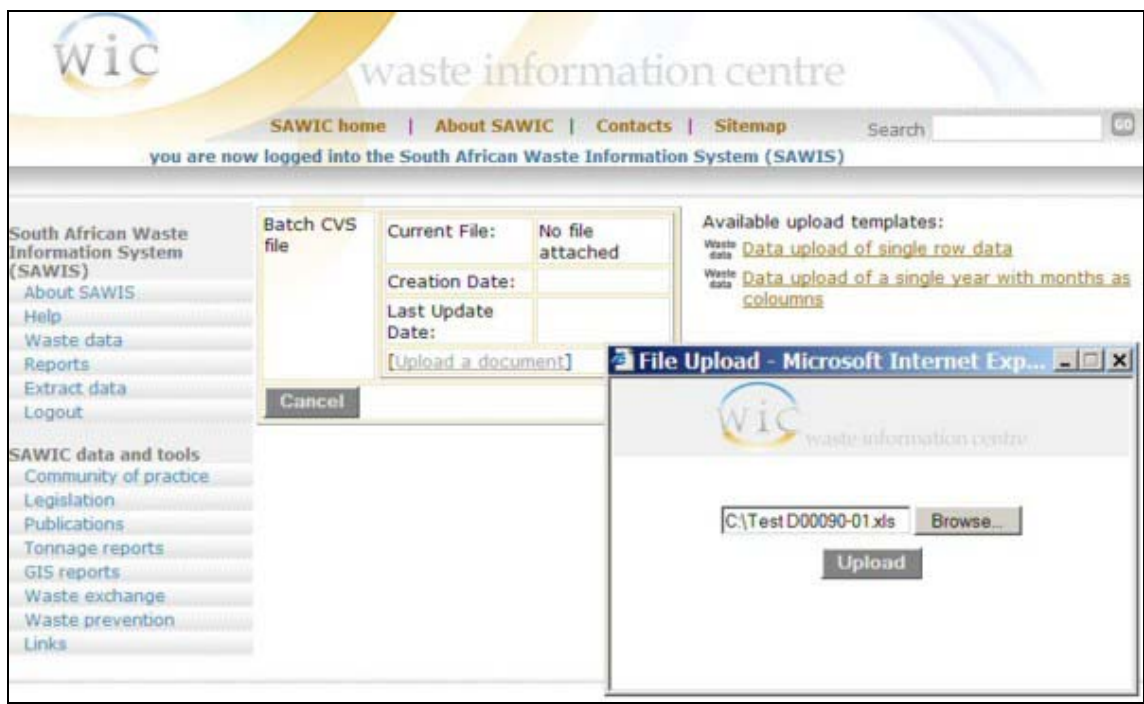 wic
waste information centre
SAWIC home | About SAWIC | Contacts | Sitemap
Search
GO
you are now logged into the South African Waste Information System (SAWIS)
South African Waste
Information System
(SAWIS)
About SAWIS
Help
Waste data
Reports
Extract data
Logout
SAWIC data and tools
Community of practice
Legislation
Publications
Tonnage reports
GIS reports
Waste exchange
Waste prevention
Links
Batch CVS
file
Current File:
No file
attached
Creation Date:
Last Update
Date:
[Upload a document]
Cancel
Available upload templates:
Waste
data
Data upload of single row data
Waste
data
Data upload of a single year with months as
coloumns
File Upload - Microsoft Internet Exp...
wic
waste information centre
C:\Test D00090-01.xls
Browse...
Upload